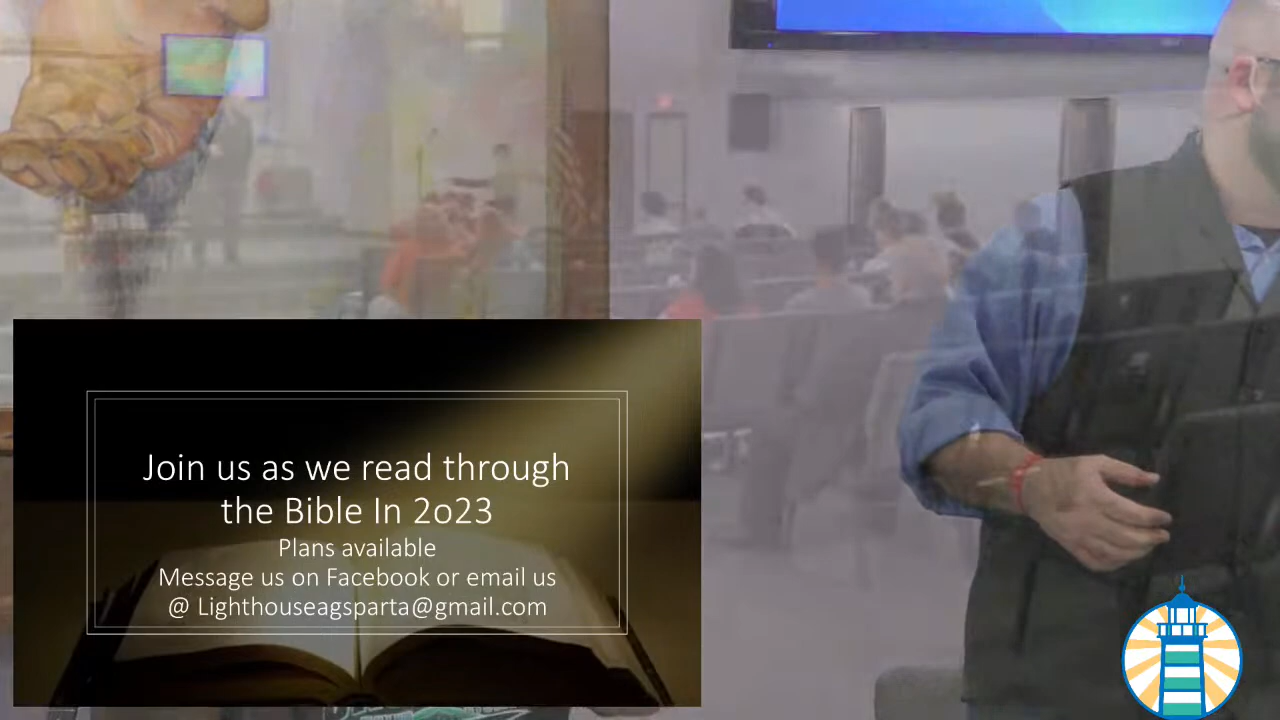 Join us as we read through
the Bible In 2o23
Plans available
Message us on Facebook or email us
@ Lighthouseagsparta@gmail.com